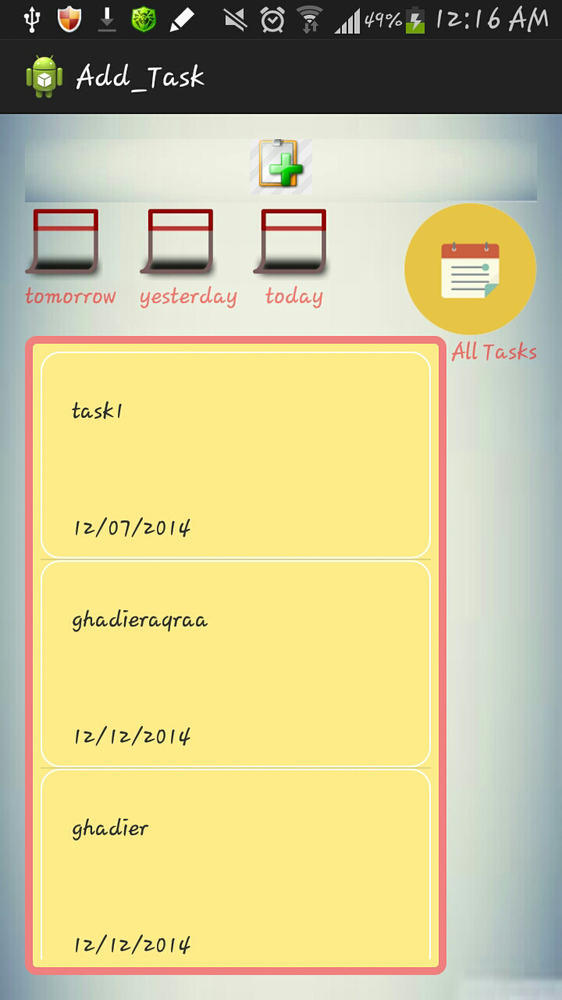 49% 12:16 AM
Add_Task
tomorrow yesterday today
All Tasks
task1
12/07/2014
ghadieraqraa
12/12/2014
ghadier
12/12/2014